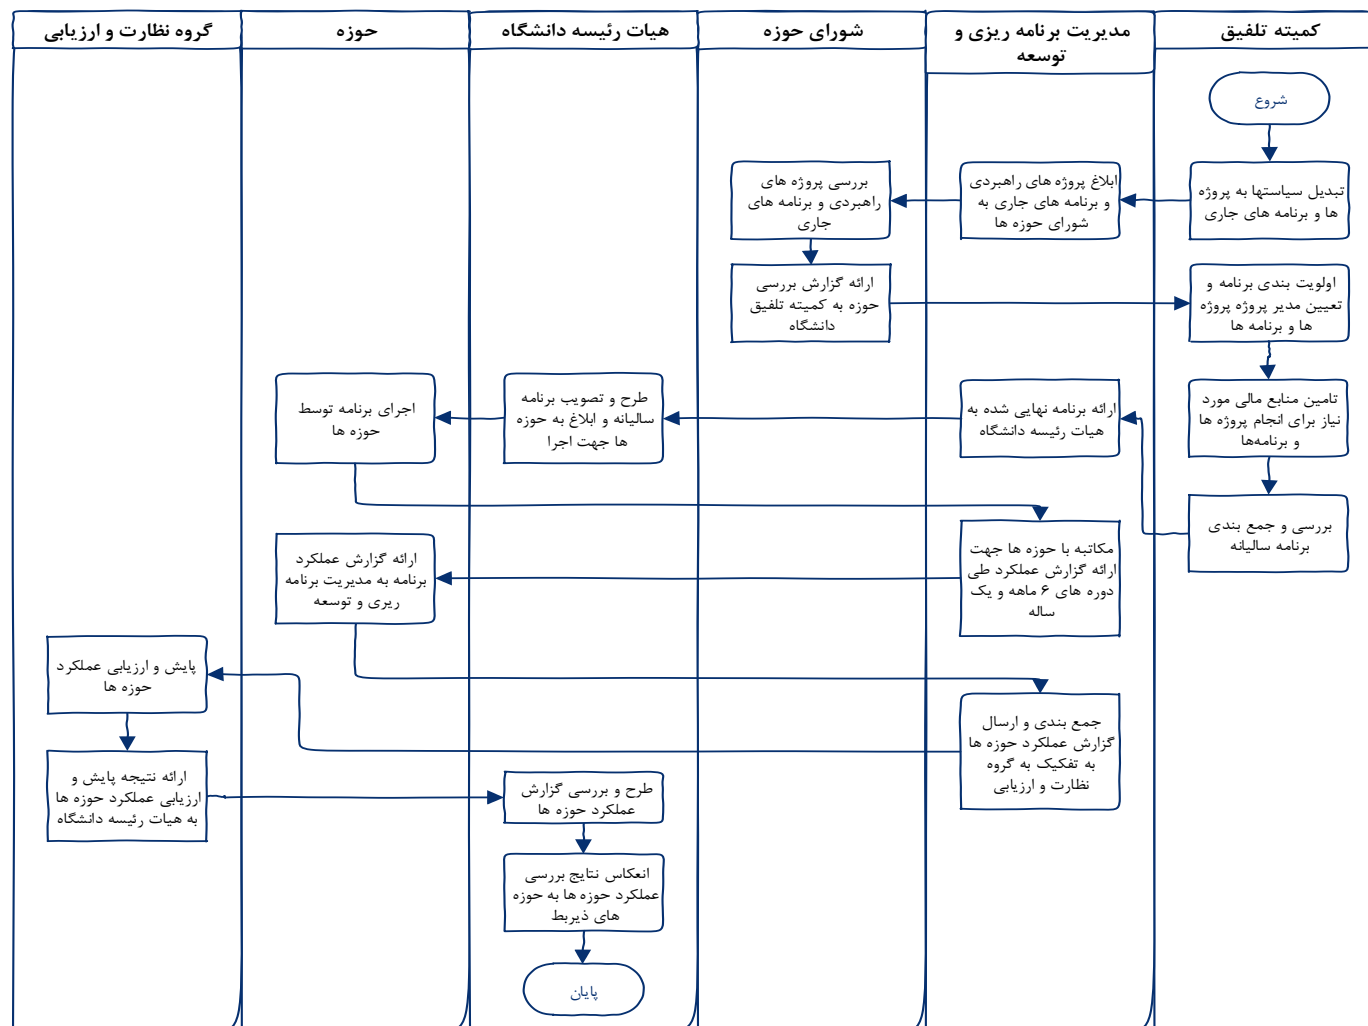 کمیته تلفیق
مدیریت برنامه ریزی و
توسعه
شورای حوزه
هیات رئیسه دانشگاه
حوزه
گروه نظارت و ارزیابی
شروع
تبدیل سیاستها به پروژه
ها و برنامه های جاری
ابلاغ پروژه های راهبردی
و برنامه های جاری به
شورای حوزه ها
بررسی پروژه های
راهبردی و برنامه های
جاری
ارائه گزارش بررسی
حوزه به کمیته تلفیق
دانشگاه
اولویت بندی برنامه و
تعیین مدیر پروژه پروژه
ها و برنامه ها
تامین منابع مالی مورد
نیاز برای انجام پروژه ها
و برنامه‌ها
بررسی و جمع بندی
برنامه سالیانه
ارائه برنامه نهایی شده به
هیات رئیسه دانشگاه
طرح و تصویب برنامه
سالیانه و ابلاغ به حوزه
ها جهت اجرا
اجرای برنامه توسط
حوزه ها
مکاتبه با حوزه ها جهت
ارائه گزارش عملکرد طی
دوره های ۶ ماهه و یک
ساله
ارائه گزارش عملکرد
برنامه به مدیریت برنامه
ریری و توسعه
جمع بندی و ارسال
گزارش عملکرد حوزه ها
به تفکیک به گروه
نظارت و ارزیابی
پایش و ارزیابی عملکرد
حوزه ها
ارائه نتیجه پایش و
ارزیابی عملکرد حوزه ها
به هیات رئیسه دانشگاه
طرح و بررسی گزارش
عملکرد حوزه ها
انعکاس نتایج بررسی
عملکرد حوزه ها به حوزه
های ذیربط
پایان